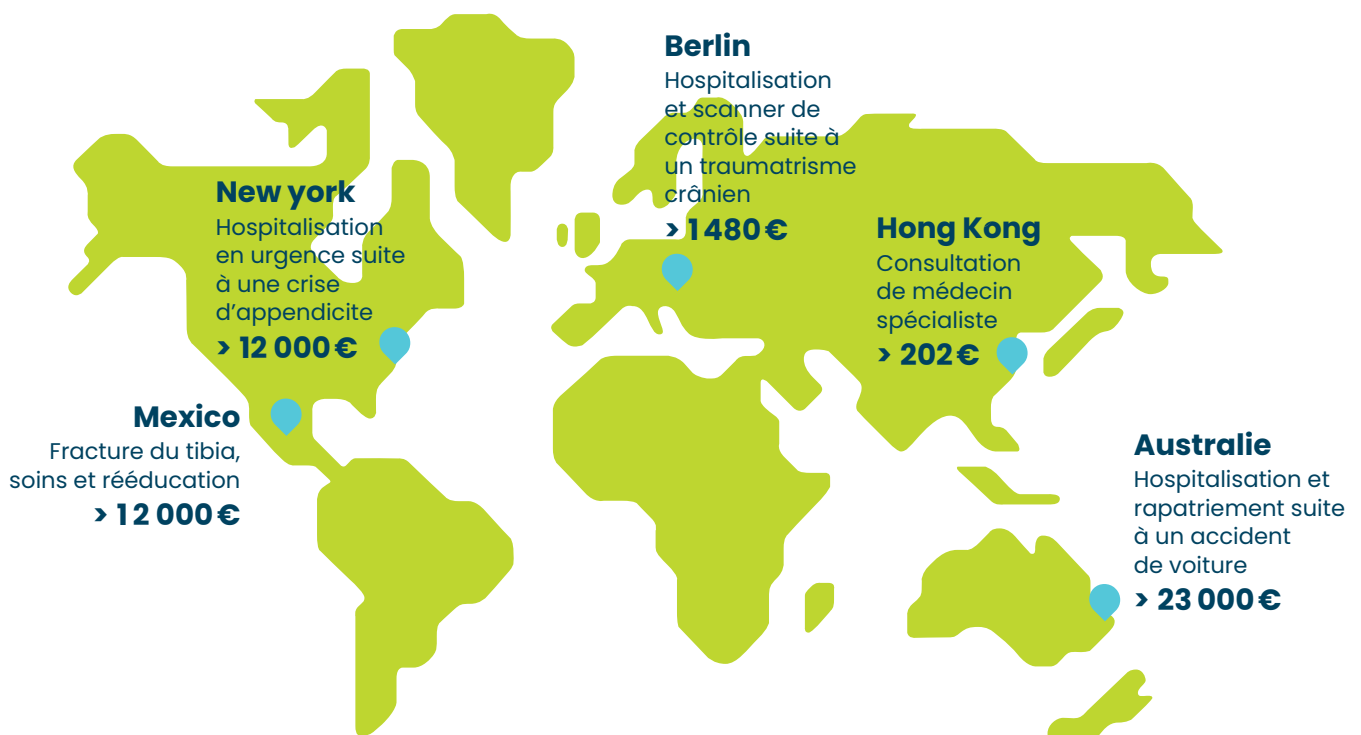 Berlin
Hospitalisation
et scanner de
contrôle suite à
un traumatrisme
crânien
> 1 480 €
New york
Hospitalisation
en urgence suite
à une crise
d’appendicite
> 12 000 €
Hong Kong
Consultation
de médecin
spécialiste
> 202 €
Mexico
Fracture du tibia,
soins et rééducation
> 12 000 €
Australie
Hospitalisation et
rapatriement suite
à un accident
de voiture
> 23 000 €